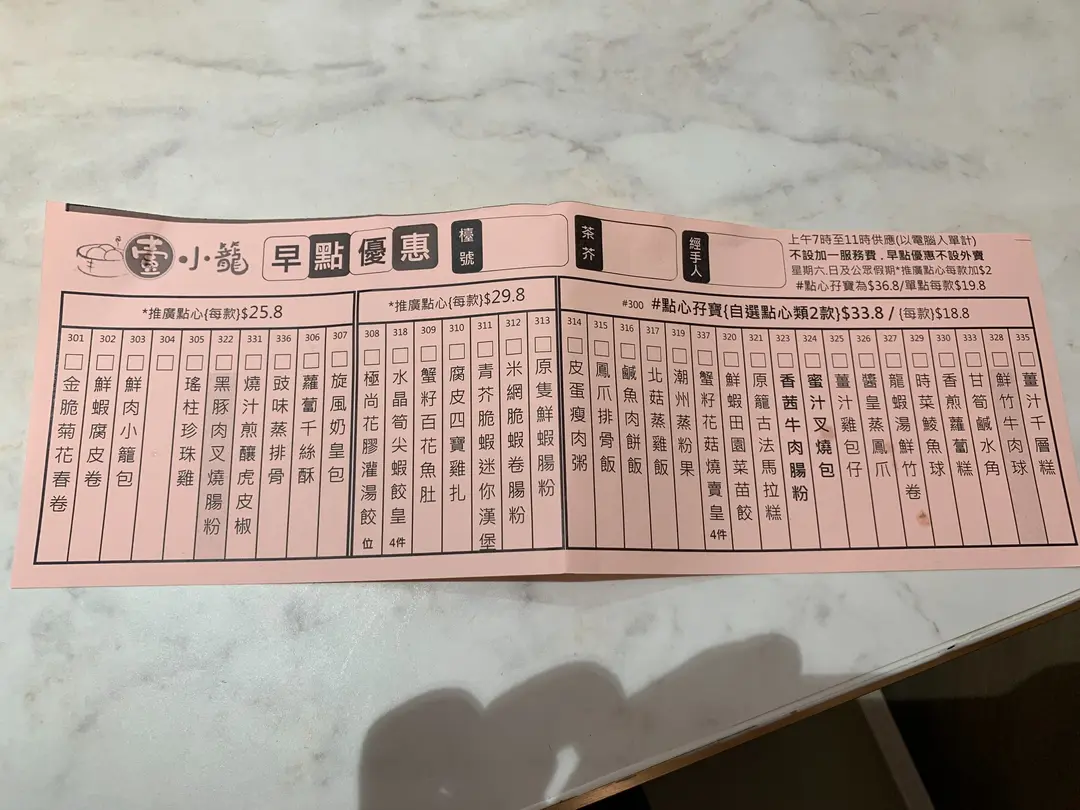 壹·小籠
早點優惠
檯號
茶芥
經手人
上午7時至11時供應(以電腦人單計)
不設加一服務費，早點優惠不設外賣
星期六、日及公眾假期*推廣點心每款加$2
#點心孖寶為$36.8/單點每款$19.8
*推廣點心{每款}$25.8
301 金脆菊花春卷
302 鮮蝦腐皮卷
303 鮮肉小籠包
304
305 瑤柱珍珠雞
322 黑豚肉叉燒腸粉
331 燒汁煎釀虎皮椒
336 豉味蒸排骨
306 蘿蔔千絲酥
307 旋風奶皇包
*推廣點心{每款}$29.8
308 極尚花膠灌湯餃 位
318 水晶筍尖蝦餃皇 4件
309 蟹籽百花魚肚
310 腐皮四寶雞扎
311 青芥脆蝦迷你漢堡
312 米網脆蝦卷腸粉
313 原隻鮮蝦腸粉
#300 #點心孖寶{自選點心類2款}$33.8 / {每款}$18.8
314 皮蛋瘦肉粥
315 鳳爪排骨飯
316 鹹魚肉餅飯
317 北菇蒸雞飯
319 潮州蒸粉果
337 蟹籽花菇燒賣皇 4件
320 鮮蝦田園菜苗餃
321 原籠古法馬拉糕
323 香茜牛肉腸粉
324 蜜汁叉燒包
325 薑汁雞包仔
326 醬皇蒸鳳爪
327 龍蝦湯鮮竹卷
329 時菜鯪魚球
330 香煎蘿蔔糕
333 甘筍鹹水角
328 鮮竹牛肉球
335 薑汁千層糕